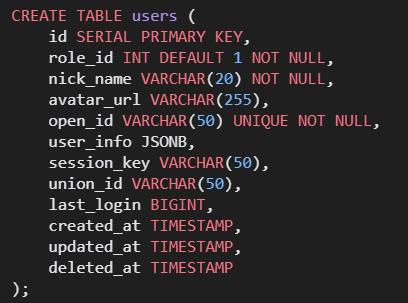 CREATE TABLE users (
    id SERIAL PRIMARY KEY,
    role_id INT DEFAULT 1 NOT NULL,
    nick_name VARCHAR(20) NOT NULL,
    avatar_url VARCHAR(255),
    open_id VARCHAR(50) UNIQUE NOT NULL,
    user_info JSONB,
    session_key VARCHAR(50),
    union_id VARCHAR(50),
    last_login BIGINT,
    created_at TIMESTAMP,
    updated_at TIMESTAMP,
    deleted_at TIMESTAMP
);